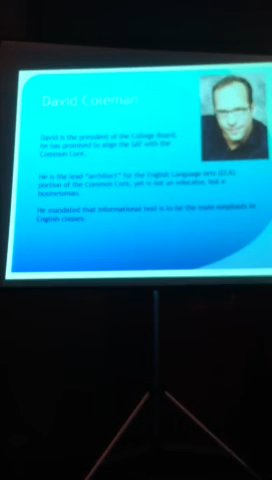 David Coleman
David is the president of the College Board,
he has promised to align the SAT with the
Common Core.
He is the lead "architect" for the English Language Arts (ELA)
portion of the Common Core, yet is not an educator, but a
businessman.
He mandated that informational text is to be the main emphasis in
English classes.